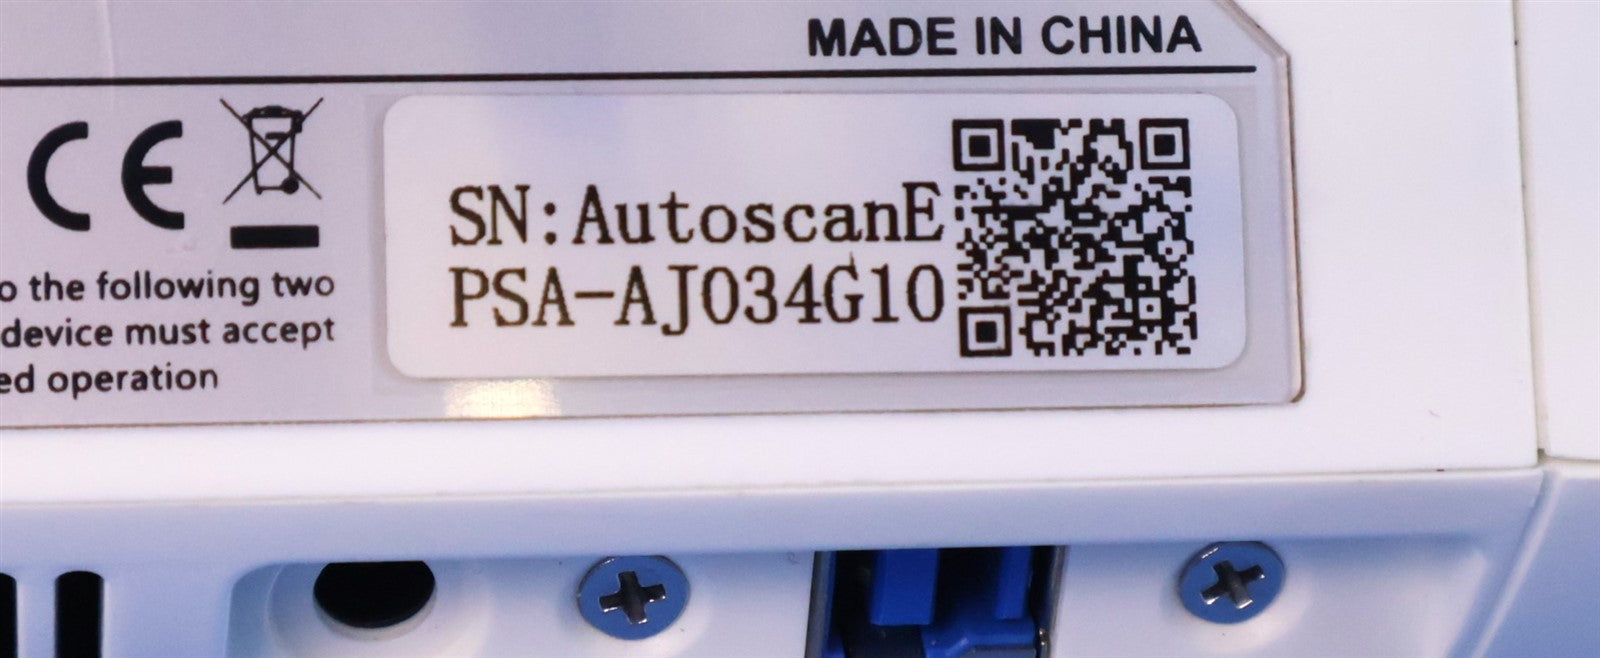 MADE IN CHINA
CE
SN:AutoscanE
PSA-AJ034G10
o the following two
device must accept
ed operation